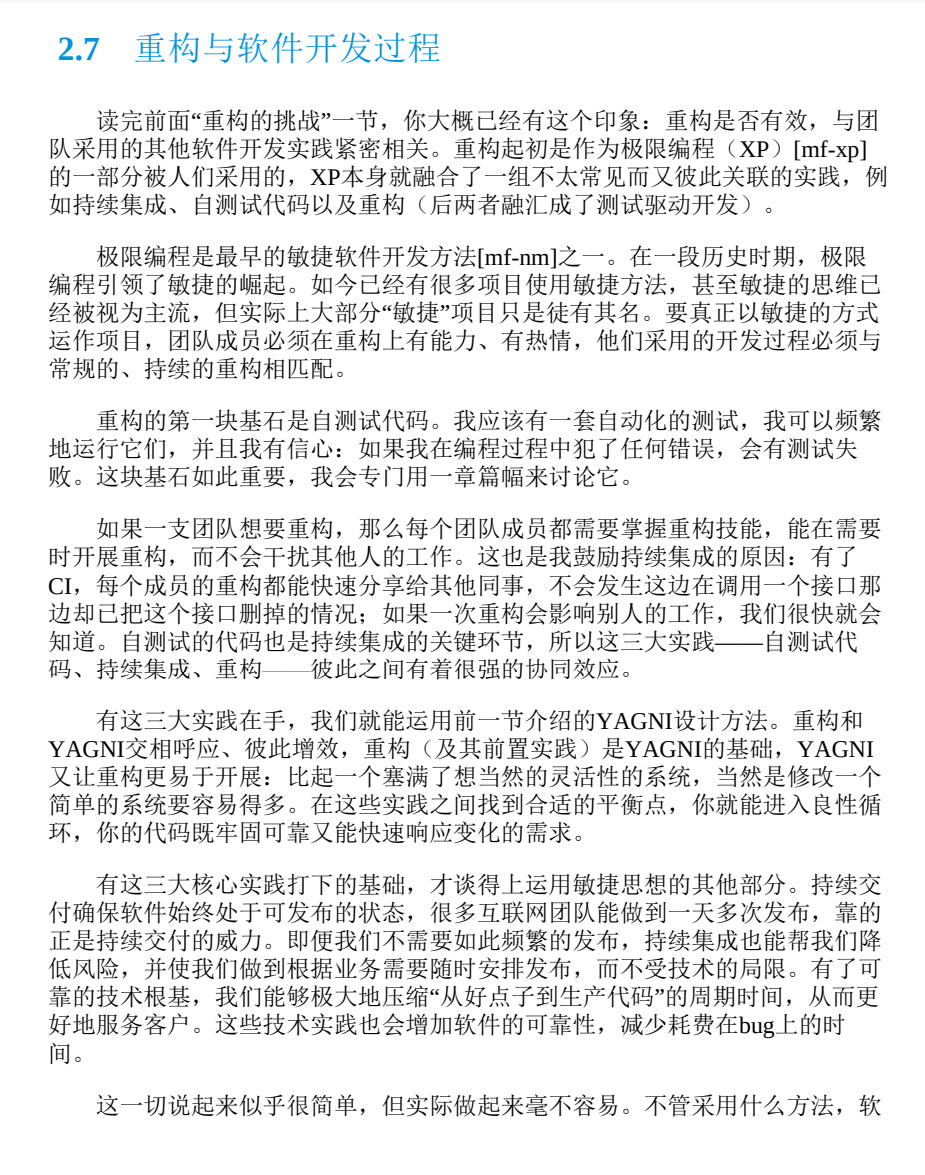 2.7 重构与软件开发过程
读完前面“重构的挑战”一节，你大概已经有这个印象：重构是否有效，与团
队采用的其他软件开发实践紧密相关。重构起初是作为极限编程（XP）[mf-xp]
的一部分被人们采用的，XP本身就融合了一组不太常见而又彼此关联的实践，例
如持续集成、自测试代码以及重构（后两者融汇成了测试驱动开发）。
极限编程是最早的敏捷软件开发方法[mf-nm]之一。在一段历史时期，极限
编程引领了敏捷的崛起。如今已经有很多项目使用敏捷方法，甚至敏捷的思维已
经被视为主流，但实际上大部分“敏捷”项目只是徒有其名。要真正以敏捷的方式
运作项目，团队成员必须在重构上有能力、有热情，他们采用的开发过程必须与
常规的、持续的重构相匹配。
重构的第一块基石是自测试代码。我应该有一套自动化的测试，我可以频繁
地运行它们，并且我有信心：如果我在编程过程中犯了任何错误，会有测试失
败。这块基石如此重要，我会专门用一章篇幅来讨论它。
如果一支团队想要重构，那么每个团队成员都需要掌握重构技能，能在需要
时开展重构，而不会干扰其他人的工作。这也是我鼓励持续集成的原因：有了
CI，每个成员的重构都能快速分享给其他同事，不会发生这边在调用一个接口那
边却已把这个接口删掉的情况；如果一次重构会影响别人的工作，我们很快就会
知道。自测试的代码也是持续集成的关键环节，所以这三大实践——自测试代
码、持续集成、重构——彼此之间有着很强的协同效应。
有这三大实践在手，我们就能运用前一节介绍的YAGNI设计方法。重构和
YAGNI交相呼应、彼此增效，重构（及其前置实践）是YAGNI的基础，YAGNI
又让重构更易于开展：比起一个塞满了想当然的灵活性的系统，当然是修改一个
简单的系统要容易得多。在这些实践之间找到合适的平衡点，你就能进入良性循
环，你的代码既牢固可靠又能快速响应变化的需求。
有这三大核心实践打下的基础，才谈得上运用敏捷思想的其他部分。持续交
付确保软件始终处于可发布的状态，很多互联网团队能做到一天多次发布，靠的
正是持续交付的威力。即便我们不需要如此频繁的发布，持续集成也能帮我们降
低风险，并使我们做到根据业务需要随时安排发布，而不受技术的局限。有了可
靠的技术根基，我们能够极大地压缩“从好点子到生产代码”的周期时间，从而更
好地服务客户。这些技术实践也会增加软件的可靠性，减少耗费在bug上的时
间。
这一切说起来似乎很简单，但实际做起来毫不容易。不管采用什么方法，软